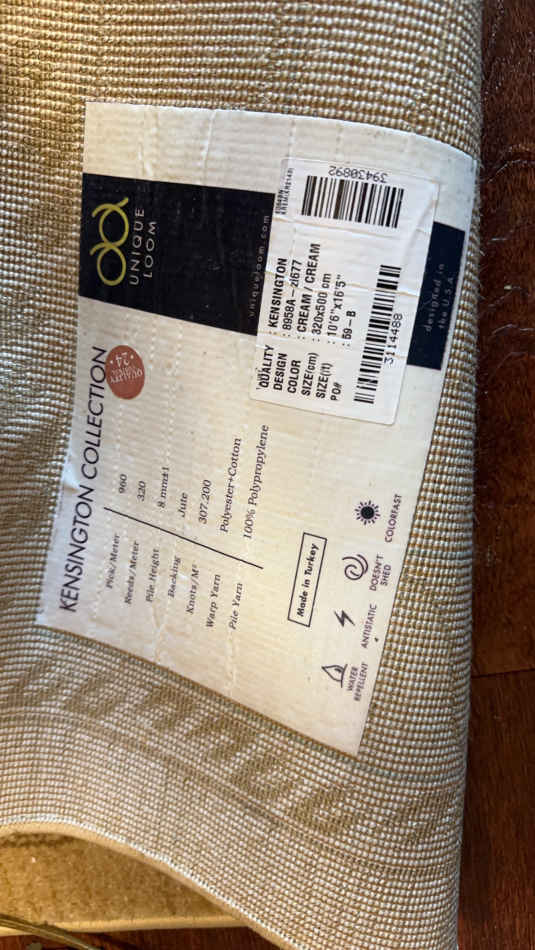 UNIQUE
LOOM
uniqueloom.com
designed in
the U.S.A
39430892
QUALITY : KENSINGTON
DESIGN : 8958A-21677
COLOR : CREAM / CREAM
SIZE(cm) : 320x500 cm
SIZE(ft) : 10'6"x16'5"
PO# : 59-B
3114488
KENSINGTON COLLECTION
QUALITY
24
Pick/Meter 960
Reeds/Meter 320
Pile Height 8 mm±1
Backing Jute
Knots/M² 307.200
Warp Yarn Polyester+Cotton
Pile Yarn 100% Polypropylene
Made in Turkey
WATER
REPELLENT
ANTISTATIC
DOESN'T
SHED
COLORFAST